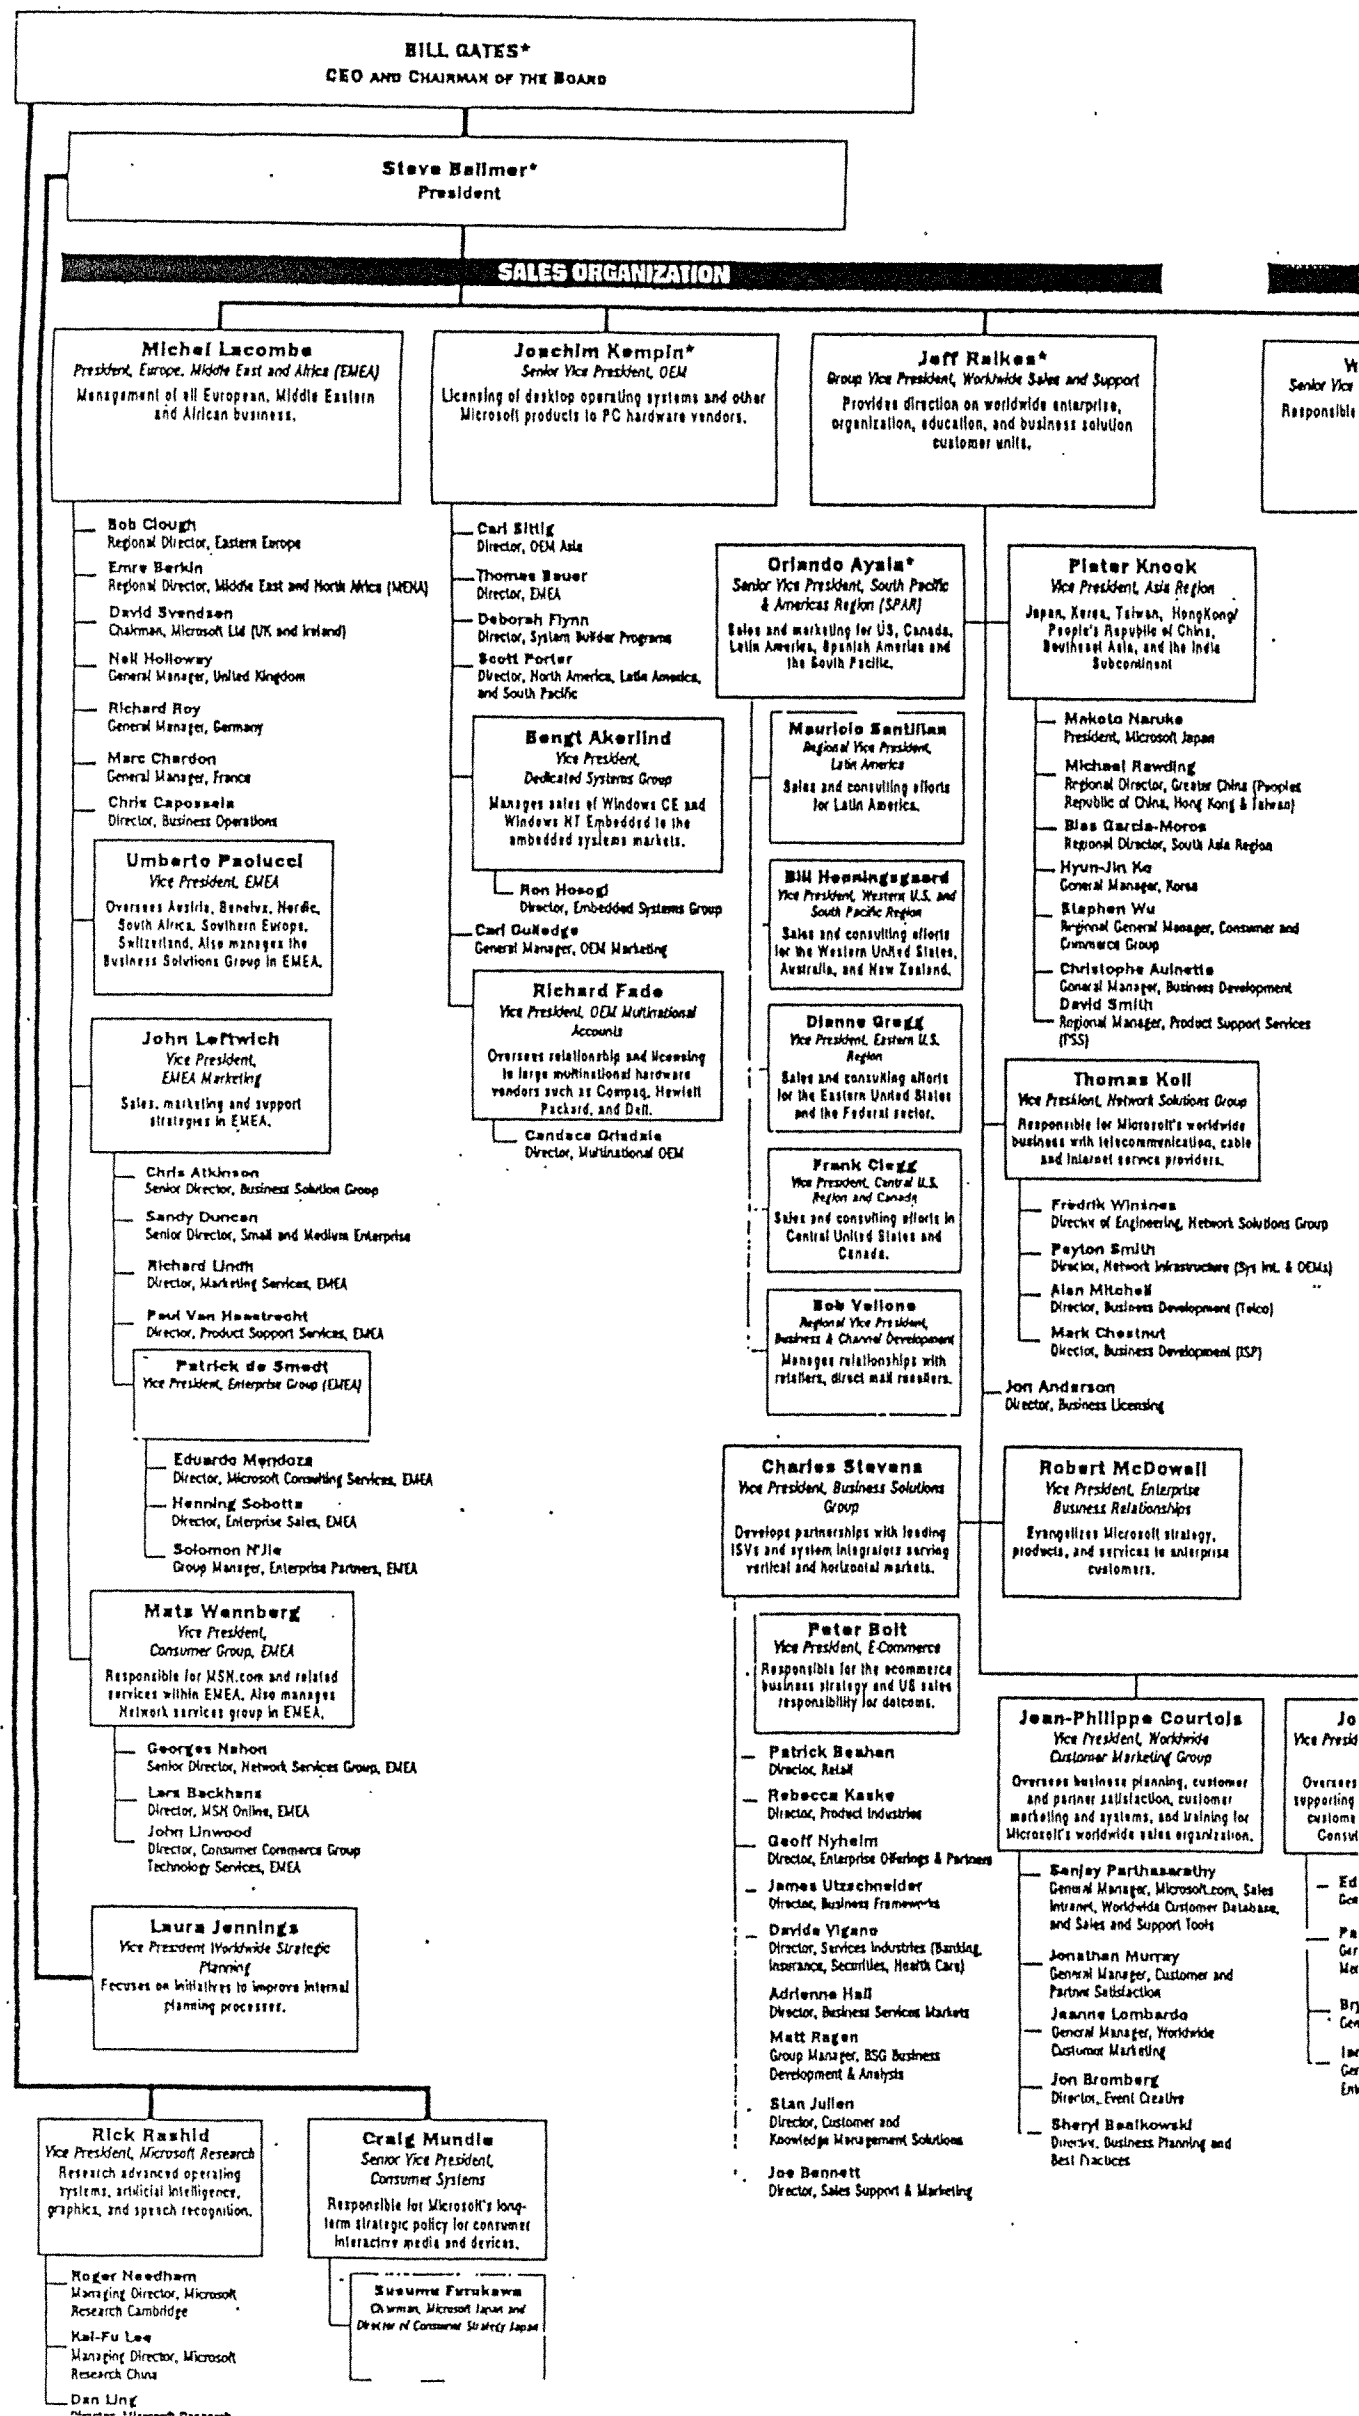 BILL GATES*
CEO AND CHAIRMAN OF THE BOARD
Steve Ballmer*
President
SALES ORGANIZATION
Michel Lacombe
President, Europe, Middle East and Africa (EMEA)
Management of all European, Middle Eastern
and African business.
Bob Clough
Regional Director, Eastern Europe
Emre Berkin
Regional Director, Middle East and North Africa (MENA)
David Svendsen
Chairman, Microsoft Ltd (UK and Ireland)
Neil Holloway
General Manager, United Kingdom
Richard Roy
General Manager, Germany
Marc Chardon
General Manager, France
Chris Capossela
Director, Business Operations
Umberto Paolucci
Vice President, EMEA
Oversees Austria, Benelux, Nordic,
South Africa, Southern Europe,
Switzerland. Also manages the
Business Solutions Group in EMEA.
John Leftwich
Vice President,
EMEA Marketing
Sales, marketing and support
strategies in EMEA.
Chris Atkinson
Senior Director, Business Solution Group
Sandy Duncan
Senior Director, Small and Medium Enterprise
Richard Lindh
Director, Marketing Services, EMEA
Paul Van Haastrecht
Director, Product Support Services, EMEA
Patrick de Smedt
Vice President, Enterprise Group (EMEA)
Eduardo Mendoza
Director, Microsoft Consulting Services, EMEA
Henning Sobotta
Director, Enterprise Sales, EMEA
Solomon N'Jie
Group Manager, Enterprise Partners, EMEA
Mats Wennberg
Vice President,
Consumer Group, EMEA
Responsible for MSN.com and related
services within EMEA. Also manages
Network services group in EMEA.
Georges Nahon
Senior Director, Network Services Group, EMEA
Lars Backhans
Director, MSN Online, EMEA
John Linwood
Director, Consumer Commerce Group
Technology Services, EMEA
Laura Jennings
Vice President Worldwide Strategic
Planning
Focuses on initiatives to improve internal
planning processes.
Rick Rashid
Vice President, Microsoft Research
Research advanced operating
systems, artificial intelligence,
graphics, and speech recognition.
Roger Needham
Managing Director, Microsoft
Research Cambridge
Kai-Fu Lee
Managing Director, Microsoft
Research China
Dan Ling
Director, Microsoft Research
Craig Mundie
Senior Vice President,
Consumer Systems
Responsible for Microsoft's long-
term strategic policy for consumer
interactive media and devices.
Susumu Furukawa
Chairman, Microsoft Japan and
Director of Consumer Strategy Japan
Joachim Kempin*
Senior Vice President, OEM
Licensing of desktop operating systems and other
Microsoft products to PC hardware vendors.
Carl Sittig
Director, OEM Asia
Thomas Bauer
Director, EMEA
Deborah Flynn
Director, System Builder Programs
Scott Porter
Director, North America, Latin America,
and South Pacific
Bengt Akerlind
Vice President,
Dedicated Systems Group
Manages sales of Windows CE and
Windows NT Embedded to the
embedded systems markets.
Ron Hosogi
Director, Embedded Systems Group
Carl Gulledge
General Manager, OEM Marketing
Richard Fade
Vice President, OEM Multinational
Accounts
Oversees relationship and licensing
to large multinational hardware
vendors such as Compaq, Hewlett
Packard, and Dell.
Candace Grisdale
Director, Multinational OEM
Jeff Raikes*
Group Vice President, Worldwide Sales and Support
Provides direction on worldwide enterprise,
organization, education, and business solution
customer units.
Orlando Ayala*
Senior Vice President, South Pacific
& Americas Region (SPAR)
Sales and marketing for US, Canada,
Latin America, Spanish America and
the South Pacific.
Mauricio Santillan
Regional Vice President,
Latin America
Sales and consulting efforts
for Latin America.
Bill Henningsgaard
Vice President, Western U.S. and
South Pacific Region
Sales and consulting efforts
for the Western United States,
Australia, and New Zealand.
Dianne Gregg
Vice President, Eastern U.S.
Region
Sales and consulting efforts
for the Eastern United States
and the Federal sector.
Frank Clegg
Vice President, Central U.S.
Region and Canada
Sales and consulting efforts in
Central United States and
Canada.
Bob Vellone
Regional Vice President,
Business & Channel Development
Manages relationships with
retailers, direct mail resellers.
Pieter Knook
Vice President, Asia Region
Japan, Korea, Taiwan, HongKong/
People's Republic of China,
Southeast Asia, and the India
Subcontinent
Makoto Naruke
President, Microsoft Japan
Michael Rawding
Regional Director, Greater China (Peoples
Republic of China, Hong Kong & Taiwan)
Blas Garcia-Moros
Regional Director, South Asia Region
Hyun-Jin Ko
General Manager, Korea
Stephen Wu
Regional General Manager, Consumer and
Commerce Group
Christophe Aulnette
General Manager, Business Development
David Smith
Regional Manager, Product Support Services
(PSS)
Thomas Koll
Vice President, Network Solutions Group
Responsible for Microsoft's worldwide
business with telecommunication, cable
and Internet service providers.
Fredrik Winsnes
Director of Engineering, Network Solutions Group
Peyton Smith
Director, Network Infrastructure (Sys Int. & OEMs)
Alan Mitchell
Director, Business Development (Telco)
Mark Chestnut
Director, Business Development (ISP)
Jon Anderson
Director, Business Licensing
Charles Stevens
Vice President, Business Solutions
Group
Develops partnerships with leading
ISVs and system integrators serving
vertical and horizontal markets.
Robert McDowell
Vice President, Enterprise
Business Relationships
Evangelizes Microsoft strategy,
products, and services to enterprise
customers.
Peter Bolt
Vice President, E-Commerce
Responsible for the ecommerce
business strategy and US sales
responsibility for dotcoms.
Patrick Beahan
Director, Retail
Rebecca Kaske
Director, Product Industries
Geoff Nyheim
Director, Enterprise Offerings & Partners
James Utzschneider
Director, Business Frameworks
Davide Vigano
Director, Services Industries (Banking,
Insurance, Securities, Health Care)
Adrienne Hall
Director, Business Services Markets
Matt Ragen
Group Manager, BSG Business
Development & Analysis
Stan Julien
Director, Customer and
Knowledge Management Solutions
Joe Bennett
Director, Sales Support & Marketing
Jean-Philippe Courtois
Vice President, Worldwide
Customer Marketing Group
Oversees business planning, customer
and partner satisfaction, customer
marketing and systems, and training for
Microsoft's worldwide sales organization.
Sanjay Parthasarathy
General Manager, Microsoft.com, Sales
Intranet, Worldwide Customer Database,
and Sales and Support Tools
Jonathan Murray
General Manager, Customer and
Partner Satisfaction
Jeanne Lombardo
General Manager, Worldwide
Customer Marketing
Jon Bromberg
Director, Event Creative
Sheryl Bealkowski
Director, Business Planning and
Best Practices
W
Senior Vice
Responsible
Jo
Vice Presid
Oversees
supporting
custome
Consul
Ed
Gen
Pa
Ger
Mer
Bry
Gen
Ger
Ent